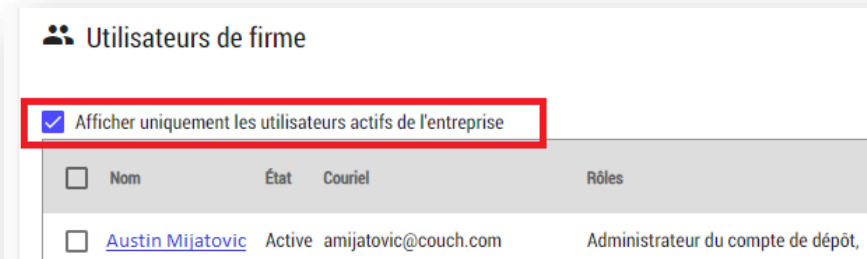 Utilisateurs de firme
Afficher uniquement les utilisateurs actifs de l'entreprise
Nom État Couriel Rôles
Austin Mijatovic Active amijatovic@couch.com Administrateur du compte de dépôt,